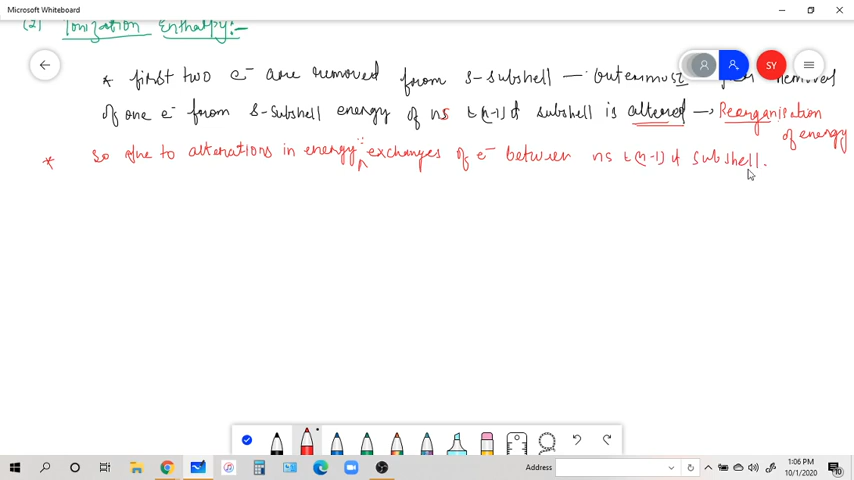 Microsoft Whiteboard
(2) Ionization Enthalpy:-
* first two e⁻ are removed from s-subshell — outermost removed
SY
of one e⁻ from s-subshell energy of ns & (n-1)d subshell is altered → Reorganization
of energy
* so due to alterations in energy ∴ exchanges of e⁻ between ns & (n-1)d subshell.
Address
1:06 PM
10/1/2020